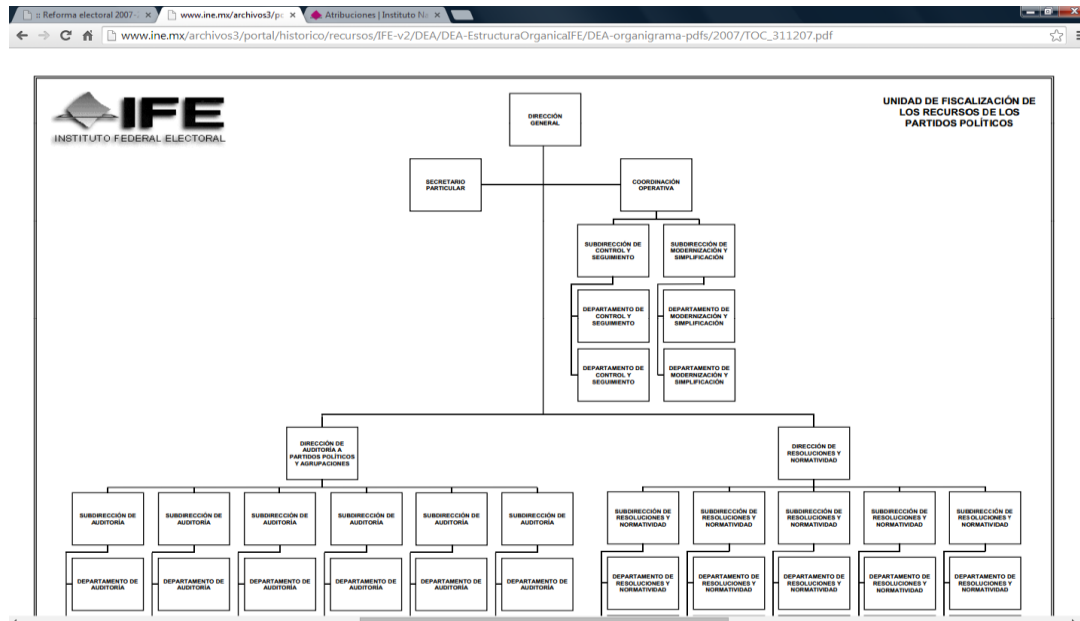 :: Reforma electoral 2007-
www.ine.mx/archivos3/po
Atribuciones | Instituto Na
www.ine.mx/archivos3/portal/historico/recursos/IFE-v2/DEA/DEA-EstructuraOrganicaIFE/DEA-organigrama-pdfs/2007/TOC_311207.pdf
IFE
INSTITUTO FEDERAL ELECTORAL
UNIDAD DE FISCALIZACIÓN DE
LOS RECURSOS DE LOS
PARTIDOS POLÍTICOS
DIRECCIÓN
GENERAL
SECRETARIO
PARTICULAR
COORDINACIÓN
OPERATIVA
SUBDIRECCIÓN DE
CONTROL Y
SEGUIMIENTO
SUBDIRECCIÓN DE
MODERNIZACIÓN Y
SIMPLIFICACIÓN
DEPARTAMENTO DE
CONTROL Y
SEGUIMIENTO
DEPARTAMENTO DE
MODERNIZACIÓN Y
SIMPLIFICACIÓN
DEPARTAMENTO DE
CONTROL Y
SEGUIMIENTO
DEPARTAMENTO DE
MODERNIZACIÓN Y
SIMPLIFICACIÓN
DIRECCIÓN DE
AUDITORÍA A
PARTIDOS POLÍTICOS
Y AGRUPACIONES
DIRECCIÓN DE
RESOLUCIONES Y
NORMATIVIDAD
SUBDIRECCIÓN DE
AUDITORÍA
SUBDIRECCIÓN DE
AUDITORÍA
SUBDIRECCIÓN DE
AUDITORÍA
SUBDIRECCIÓN DE
AUDITORÍA
SUBDIRECCIÓN DE
AUDITORÍA
SUBDIRECCIÓN DE
AUDITORÍA
SUBDIRECCIÓN DE
RESOLUCIONES Y
NORMATIVIDAD
SUBDIRECCIÓN DE
RESOLUCIONES Y
NORMATIVIDAD
SUBDIRECCIÓN DE
RESOLUCIONES Y
NORMATIVIDAD
SUBDIRECCIÓN DE
RESOLUCIONES Y
NORMATIVIDAD
SUBDIRECCIÓN DE
RESOLUCIONES Y
NORMATIVIDAD
DEPARTAMENTO DE
AUDITORÍA
DEPARTAMENTO DE
AUDITORÍA
DEPARTAMENTO DE
AUDITORÍA
DEPARTAMENTO DE
AUDITORÍA
DEPARTAMENTO DE
AUDITORÍA
DEPARTAMENTO DE
AUDITORÍA
DEPARTAMENTO DE
RESOLUCIONES Y
NORMATIVIDAD
DEPARTAMENTO DE
RESOLUCIONES Y
NORMATIVIDAD
DEPARTAMENTO DE
RESOLUCIONES Y
NORMATIVIDAD
DEPARTAMENTO DE
RESOLUCIONES Y
NORMATIVIDAD
DEPARTAMENTO DE
RESOLUCIONES Y
NORMATIVIDAD